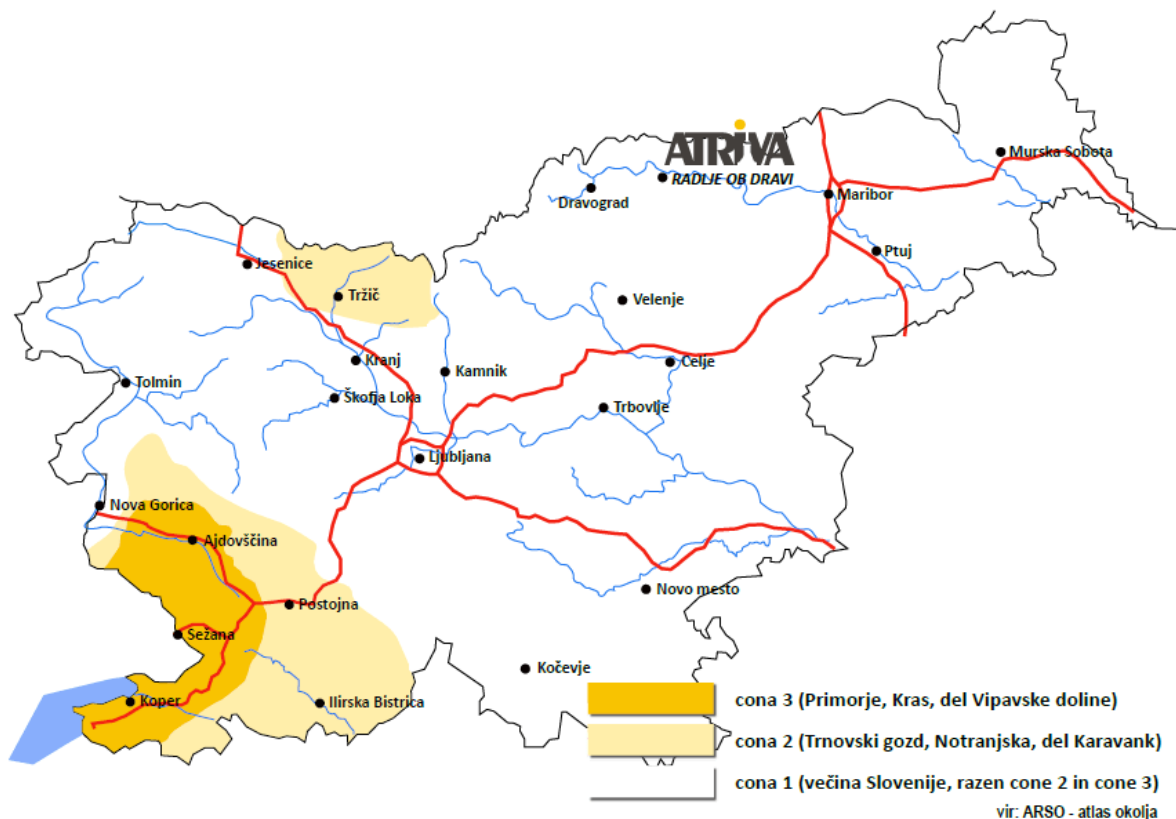 ATRIVA
RADLJE OB DRAVI
Murska Sobota
Dravograd
Maribor
Ptuj
Jesenice
Tržič
Velenje
Kranj
Kamnik
Celje
Tolmin
Škofja Loka
Trbovlje
Ljubljana
Nova Gorica
Ajdovščina
Postojna
Novo mesto
Sežana
Kočevje
Koper
Ilirska Bistrica
cona 3 (Primorje, Kras, del Vipavske doline)
cona 2 (Trnovski gozd, Notranjska, del Karavank)
cona 1 (večina Slovenije, razen cone 2 in cone 3)
vir: ARSO - atlas okolja